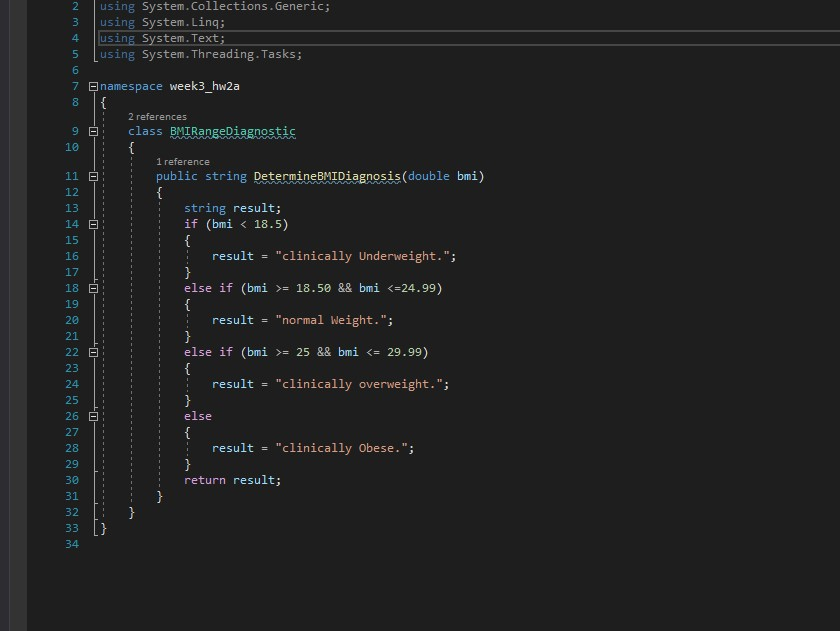 2 using System.Collections.Generic;
3 using System.Linq;
4 using System.Text;
5 using System.Threading.Tasks;
6
7 namespace week3_hw2a
8 {
2 references
9 class BMIRangeDiagnostic
10 {
1 reference
11 public string DetermineBMIDiagnosis(double bmi)
12 {
13 string result;
14 if (bmi < 18.5)
15 {
16 result = "clinically Underweight.";
17 }
18 else if (bmi >= 18.50 && bmi <=24.99)
19 {
20 result = "normal Weight.";
21 }
22 else if (bmi >= 25 && bmi <= 29.99)
23 {
24 result = "clinically overweight.";
25 }
26 else
27 {
28 result = "clinically Obese.";
29 }
30 return result;
31 }
32 }
33 }
34